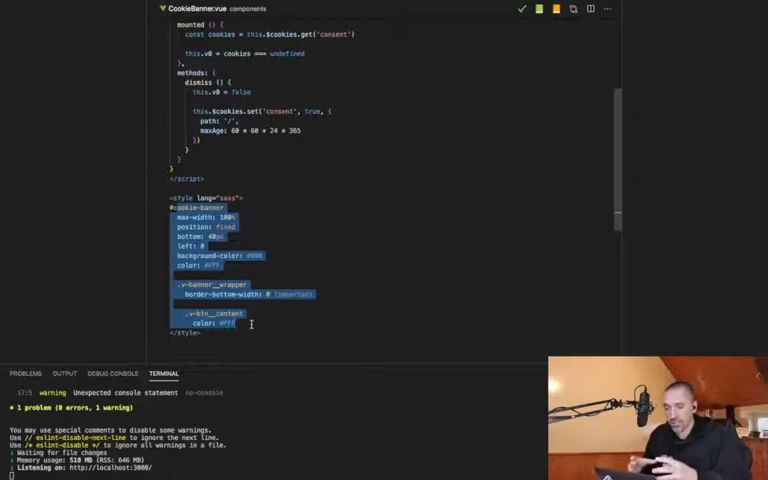 CookieBanner.vue components
mounted () {
const cookies = this.$cookies.get('consent')
this.v0 = cookies === undefined
},
methods: {
dismiss () {
this.v0 = false
this.$cookies.set('consent', true, {
path: '/',
maxAge: 60 * 60 * 24 * 365
})
}
}
}
</script>
<style lang="sass">
#cookie-banner
max-width: 100%
position: fixed
bottom: 40px
left: 0
background-color: #000
color: #fff
.v-banner__wrapper
border-bottom-width: 0 !important
.v-btn__content
color: #fff
</style>
PROBLEMS OUTPUT DEBUG CONSOLE TERMINAL
17:5 warning Unexpected console statement no-console
* 1 problem (0 errors, 1 warning)
You may use special comments to disable some warnings.
Use // eslint-disable-next-line to ignore the next line.
Use /* eslint-disable */ to ignore all warnings in a file.
Waiting for file changes
Memory usage: 518 MB (RSS: 646 MB)
Listening on: http://localhost:3000/